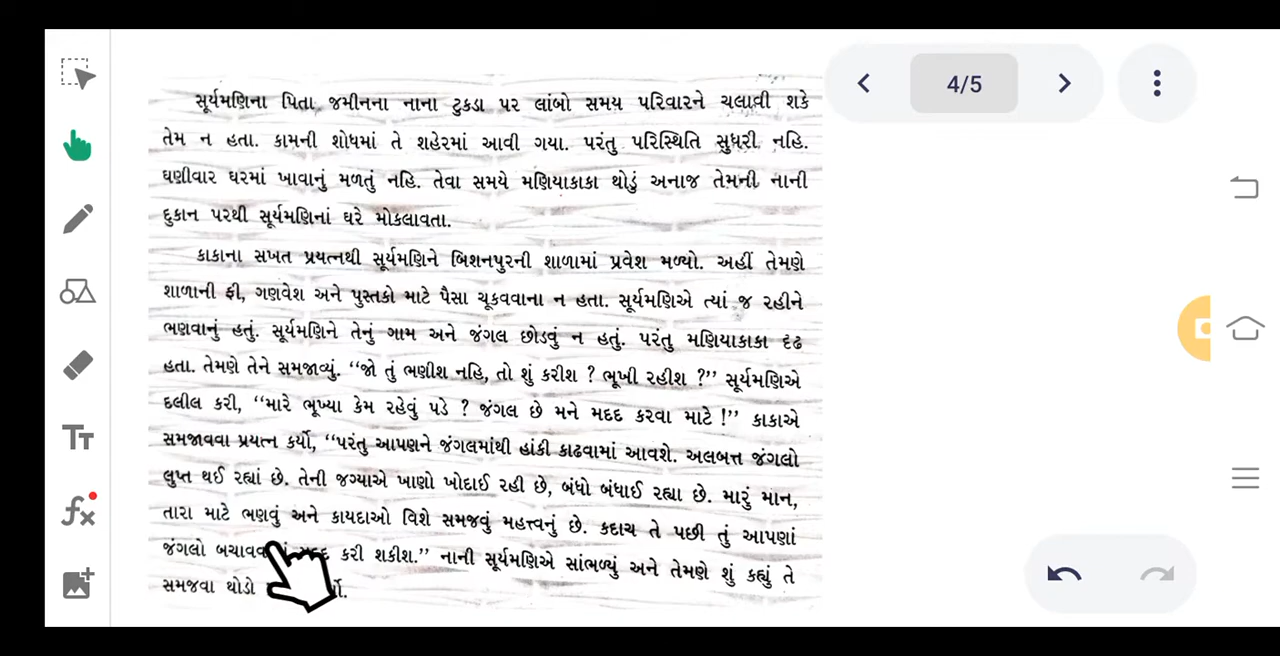 4/5
સૂર્યમણિના પિતા જમીનના નાના ટુકડા પર લાંબો સમય પરિવારને ચલાવી શકે
તેમ ન હતા. કામની શોધમાં તે શહેરમાં આવી ગયા. પરંતુ પરિસ્થિતિ સુધરી નહિ.
ઘણીવાર ઘરમાં ખાવાનું મળતું નહિ. તેવા સમયે મણિયાકાકા થોડું અનાજ તેમની નાની
દુકાન પરથી સૂર્યમણિનાં ઘરે મોકલાવતા.
કાકાના સખત પ્રયત્નથી સૂર્યમણિને બિશનપુરની શાળામાં પ્રવેશ મળ્યો. અહીં તેમણે
શાળાની ફી, ગણવેશ અને પુસ્તકો માટે પૈસા ચૂકવવાના ન હતા. સૂર્યમણિએ ત્યાં જ રહીને
ભણવાનું હતું. સૂર્યમણિને તેનું ગામ અને જંગલ છોડવું ન હતું. પરંતુ મણિયાકાકા દૃઢ
હતા. તેમણે તેને સમજાવ્યું. “જો તું ભણીશ નહિ, તો શું કરીશ ? ભૂખી રહીશ ?” સૂર્યમણિએ
દલીલ કરી, “મારે ભૂખ્યા કેમ રહેવું પડે ? જંગલ છે મને મદદ કરવા માટે !” કાકાએ
સમજાવવા પ્રયત્ન કર્યો, “પરંતુ આપણને જંગલમાંથી હાંકી કાઢવામાં આવશે. અલબત્ત જંગલો
લુપ્ત થઈ રહ્યાં છે. તેની જગ્યાએ ખાણો ખોદાઈ રહી છે, બંધો બંધાઈ રહ્યા છે. મારું માન,
તારા માટે ભણવું અને કાયદાઓ વિશે સમજવું મહત્ત્વનું છે. કદાચ તે પછી તું આપણાં
જંગલો કરી શકીશ.” નાની સૂર્યમણિએ સાંભળ્યું અને તેમણે શું કહ્યું તે
સમજવા થોડો
Tт
fx